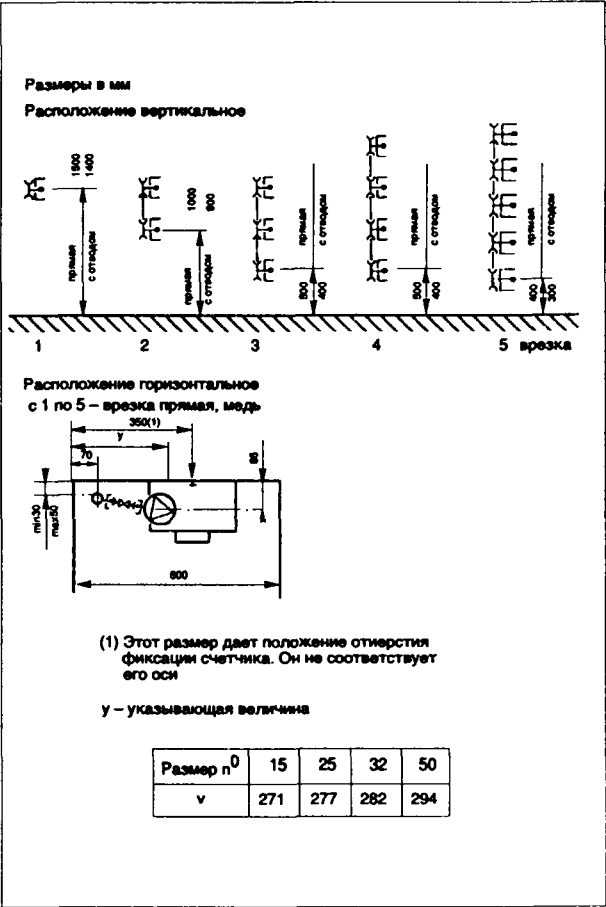 Размеры в мм
Расположение вертикальное
1500
1400
прямая
с отводом
1000
900
прямая
с отводом
прямая
с отводом
500
400
прямая
с отводом
500
400
прямая
с отводом
400
300
1 2 3 4 5 врезка
Расположение горизонтальное
с 1 по 5 – врезка прямая, медь
350(1)
y
70
min30
max50
600
(1) Этот размер дает положение отиерстия
фиксации счетчика. Он не соответствует
его оси
y – указывающая величина
Размер n⁰ 15 25 32 50
v 271 277 282 294